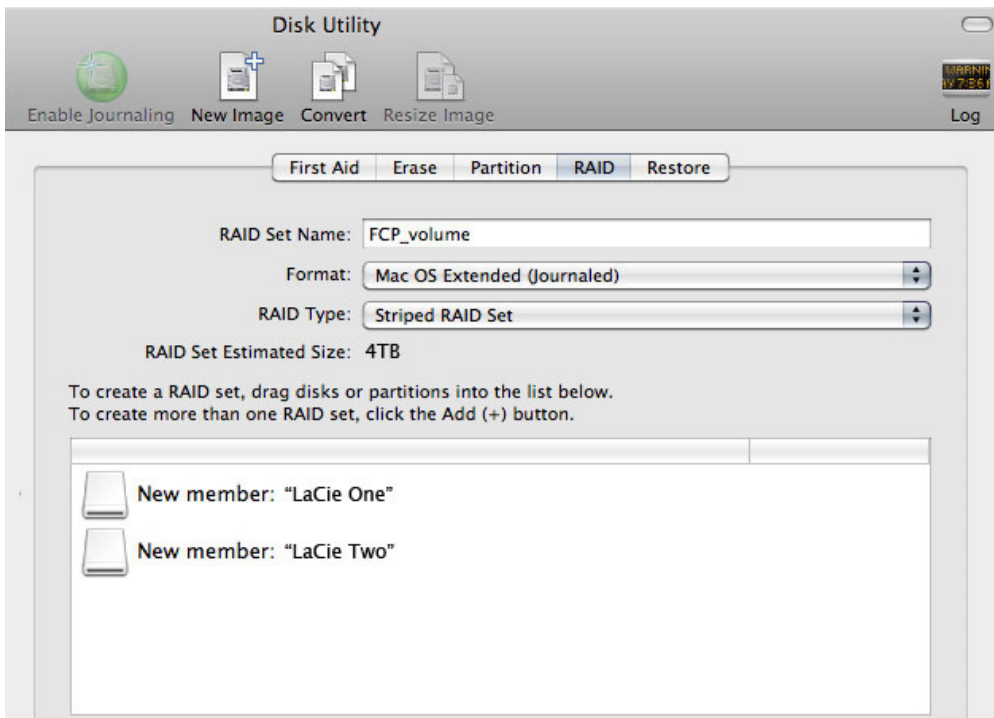 Disk Utility
Enable Journaling New Image Convert Resize Image Log
First Aid Erase Partition RAID Restore
RAID Set Name: FCP_volume
Format: Mac OS Extended (Journaled)
RAID Type: Striped RAID Set
RAID Set Estimated Size: 4TB
To create a RAID set, drag disks or partitions into the list below.
To create more than one RAID set, click the Add (+) button.
New member: “LaCie One”
New member: “LaCie Two”